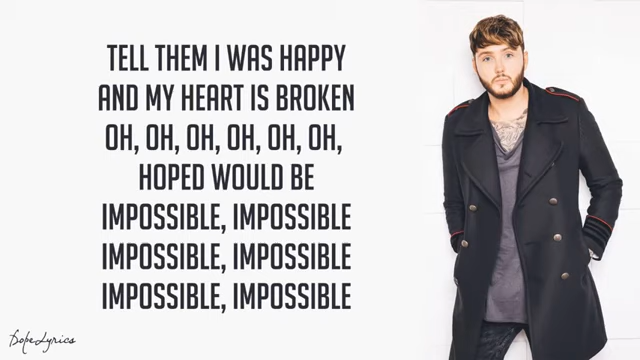 TELL THEM I WAS HAPPY
AND MY HEART IS BROKEN
OH, OH, OH, OH, OH, OH,
HOPED WOULD BE
IMPOSSIBLE, IMPOSSIBLE
IMPOSSIBLE, IMPOSSIBLE
IMPOSSIBLE, IMPOSSIBLE
DopeLyrics